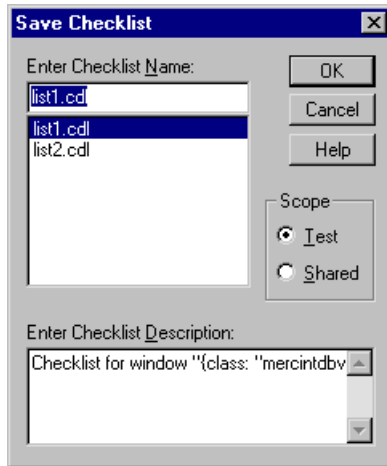 Save Checklist
Enter Checklist Name:
list1.cdl
list1.cdl
list2.cdl
OK
Cancel
Help
Scope
Test
Shared
Enter Checklist Description:
Checklist for window "{class: "mercintdbv